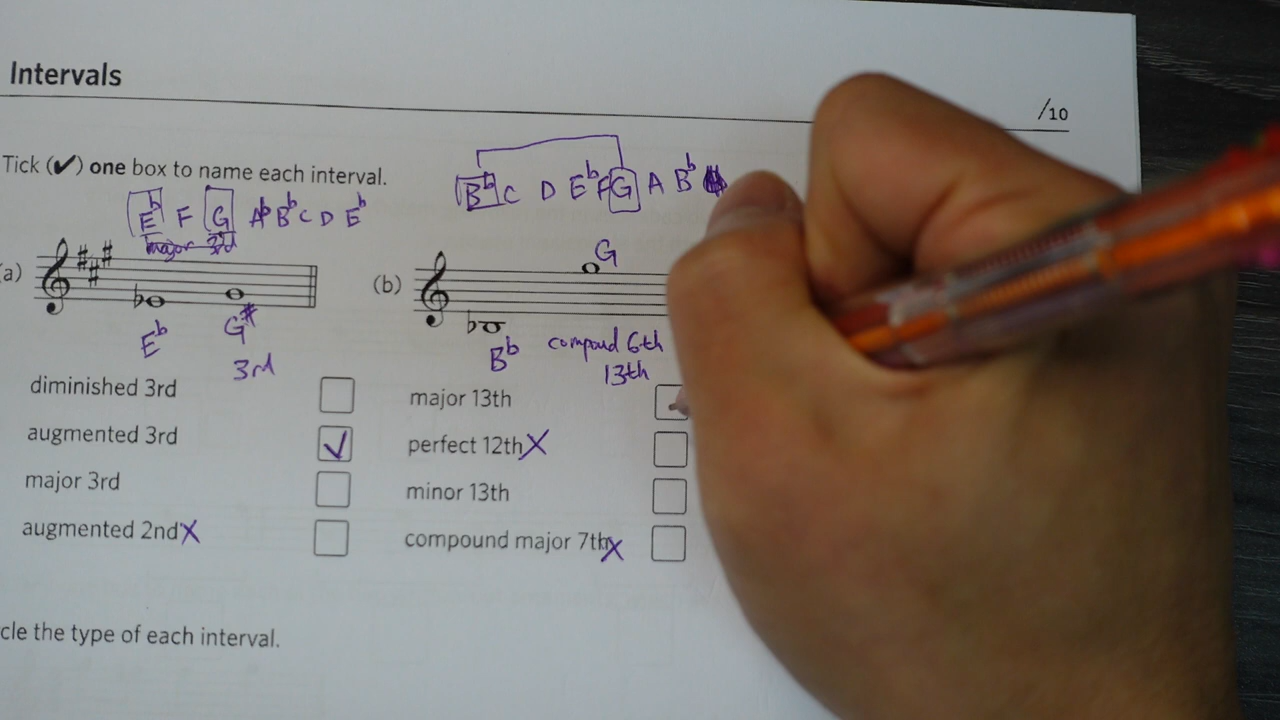 Intervals
/10
Tick (✔) one box to name each interval.
E♭ F G A♭ B♭ C D E♭
major 3rd
B♭ C D E♭ F G A B♭
a)
E♭ G♯
3rd
(b)
G
B♭
compound 6th
13th
diminished 3rd
augmented 3rd ✓
major 3rd
augmented 2nd X
major 13th
perfect 12th X
minor 13th
compound major 7th X
cle the type of each interval.